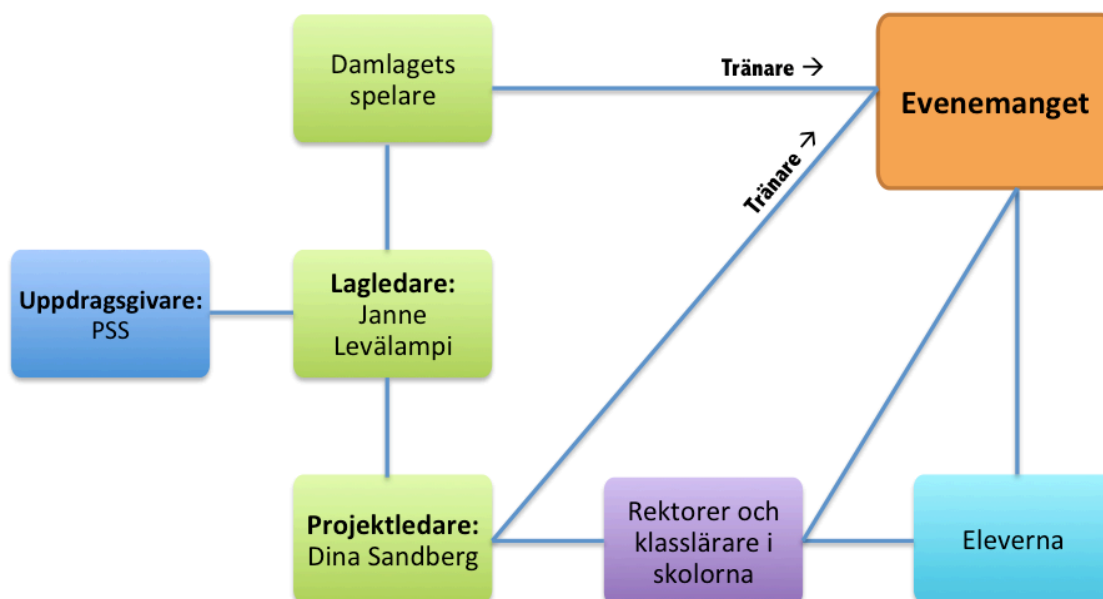 Damlagets
spelare
Tränare →
Evenemanget
Tränare →
Uppdragsgivare:
PSS
Lagledare:
Janne
Levälampi
Projektledare:
Dina Sandberg
Rektorer och
klasslärare i
skolorna
Eleverna